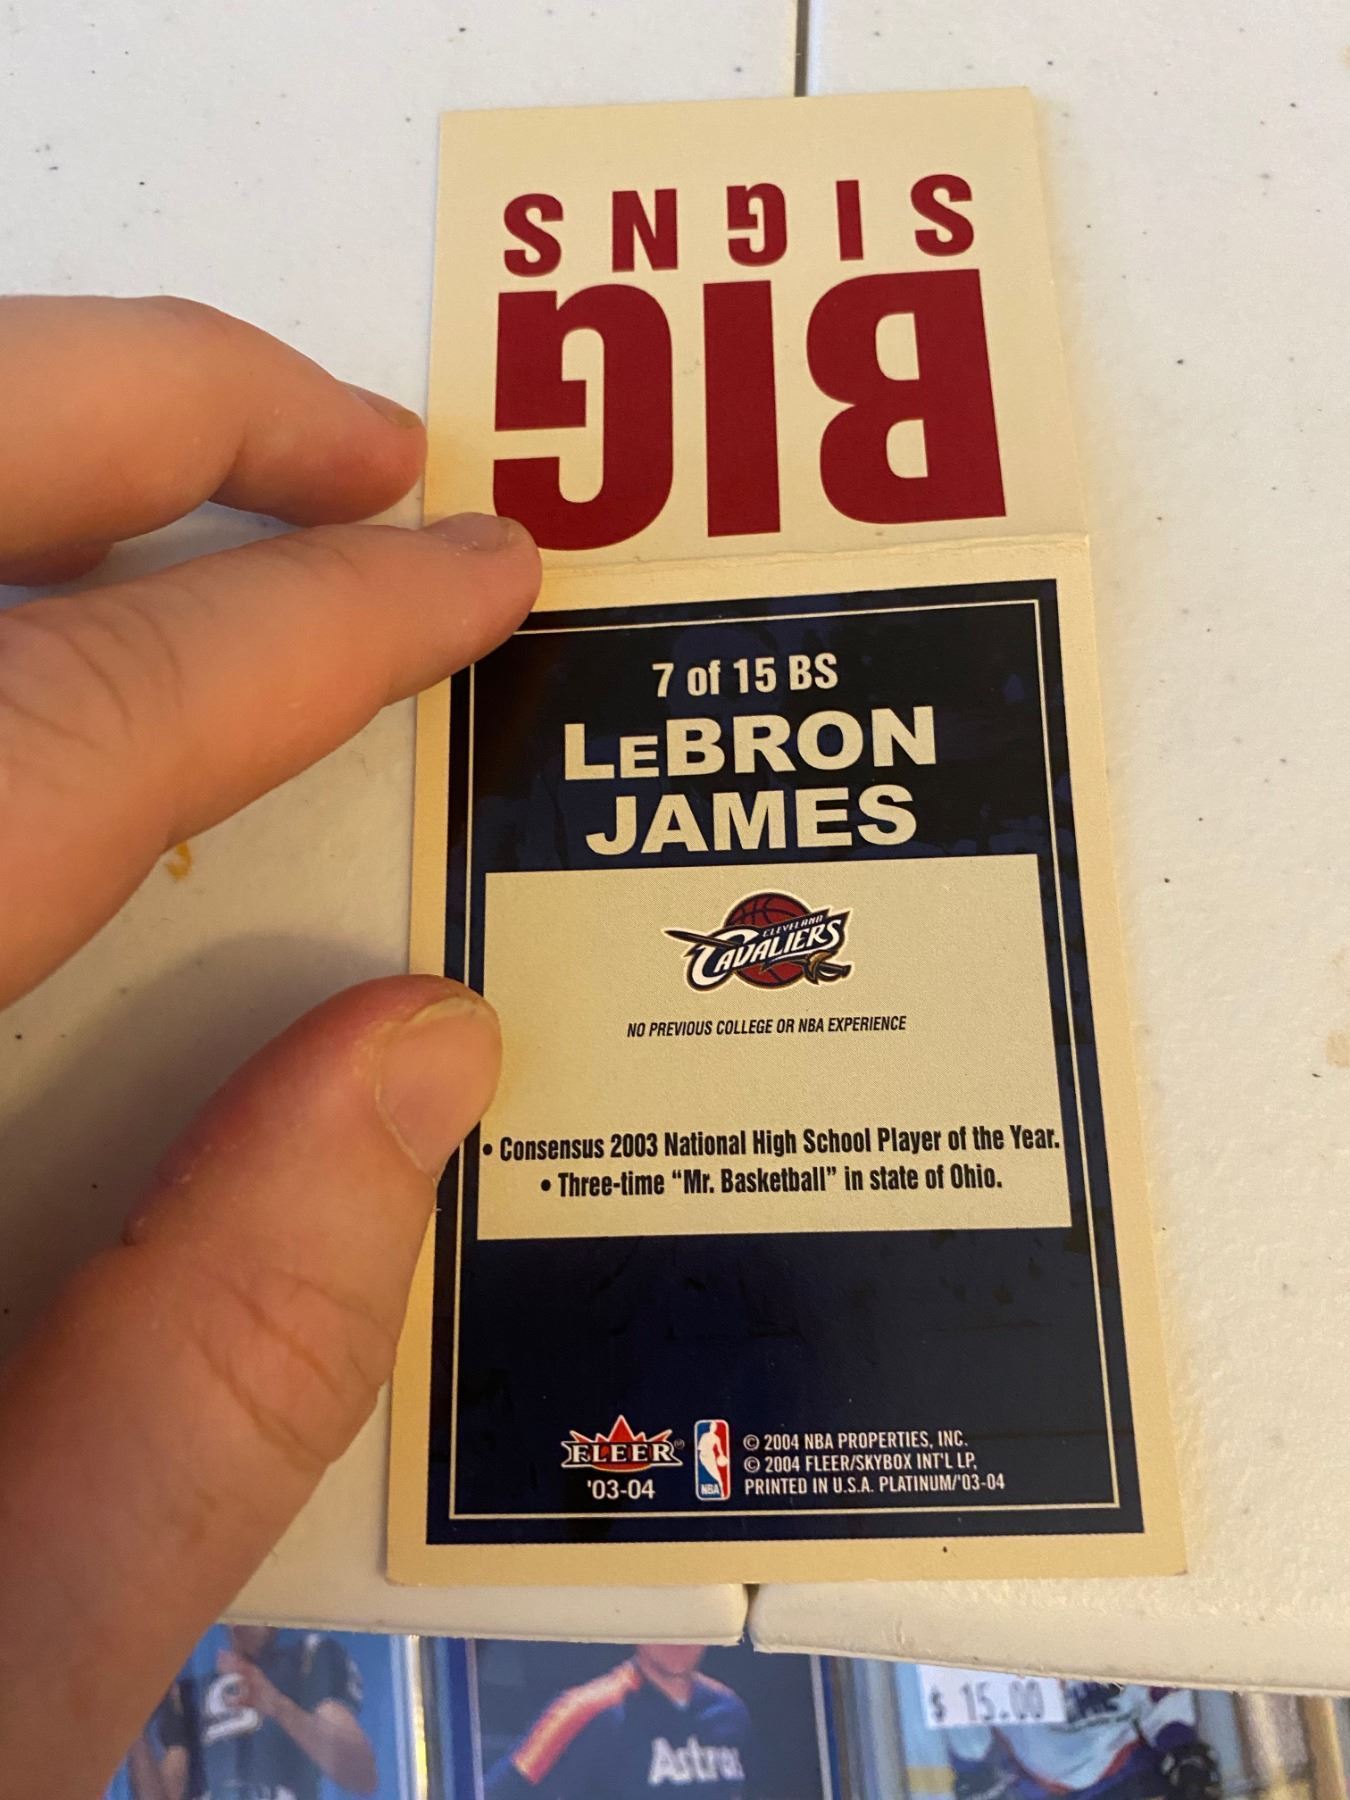 SIGNS
BIG
7 of 15 BS
LEBRON
JAMES
CLEVELAND
CAVALIERS
NO PREVIOUS COLLEGE OR NBA EXPERIENCE
• Consensus 2003 National High School Player of the Year.
• Three-time “Mr. Basketball” in state of Ohio.
FLEER®
'03-04
NBA
© 2004 NBA PROPERTIES, INC.
© 2004 FLEER/SKYBOX INT'L LP,
PRINTED IN U.S.A. PLATINUM/'03-04
$ 15.00